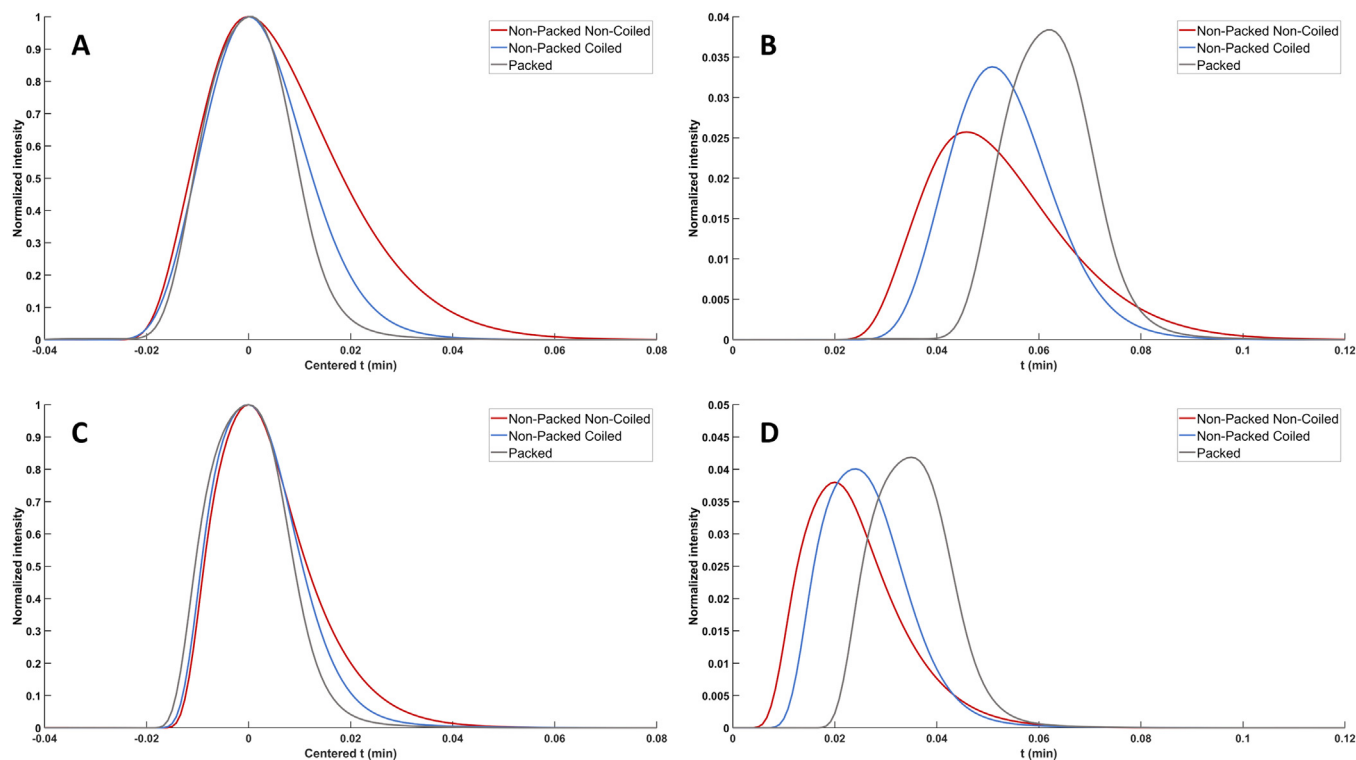 A
Non-Packed Non-Coiled
Non-Packed Coiled
Packed
Normalized intensity
1
0.9
0.8
0.7
0.6
0.5
0.4
0.3
0.2
0.1
0
-0.04
-0.02
0
0.02
0.04
0.06
0.08
Centered t (min)
B
Non-Packed Non-Coiled
Non-Packed Coiled
Packed
Normalized intensity
0.04
0.035
0.03
0.025
0.02
0.015
0.01
0.005
0
0
0.02
0.04
0.06
0.08
0.1
0.12
t (min)
C
Non-Packed Non-Coiled
Non-Packed Coiled
Packed
Normalized intensity
1
0.9
0.8
0.7
0.6
0.5
0.4
0.3
0.2
0.1
0
-0.04
-0.02
0
0.02
0.04
0.06
0.08
Centered t (min)
D
Non-Packed Non-Coiled
Non-Packed Coiled
Packed
Normalized intensity
0.05
0.045
0.04
0.035
0.03
0.025
0.02
0.015
0.01
0.005
0
0
0.02
0.04
0.06
0.08
0.1
0.12
t (min)